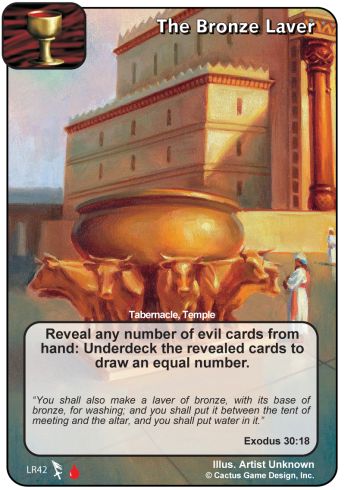 The Bronze Laver
Tabernacle, Temple
Reveal any number of evil cards from
hand: Underdeck the revealed cards to
draw an equal number.
“You shall also make a laver of bronze, with its base of
bronze, for washing; and you shall put it between the tent of
meeting and the altar, and you shall put water in it.”
Exodus 30:18
LR42
Illus. Artist Unknown
© Cactus Game Design, Inc.